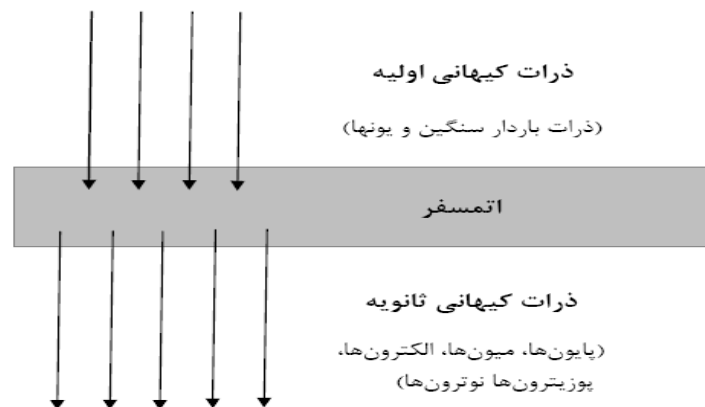 ذرات کیهانی اولیه
(ذرات باردار سنگین و یونها)
اتمسفر
ذرات کیهانی ثانویه
(پایون‌ها، میون‌ها، الکترون‌ها،
پوزیترون‌ها نوترون‌ها)